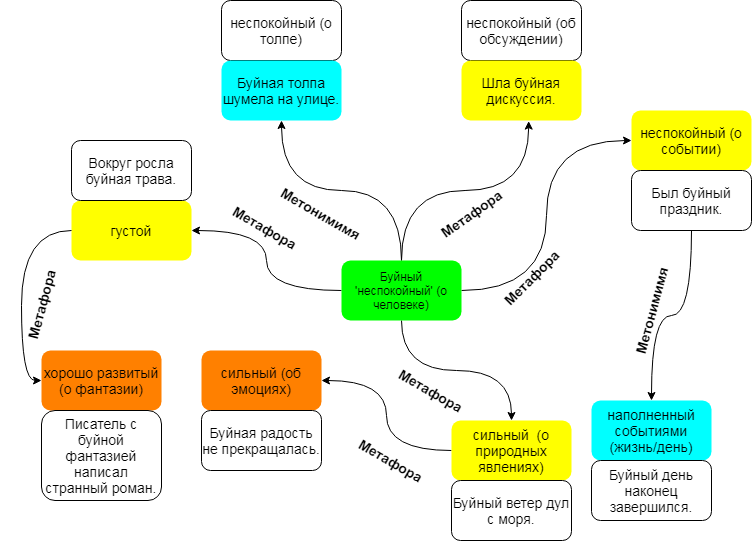 неспокойный (о
толпе)
Буйная толпа
шумела на улице.
неспокойный (об
обсуждении)
Шла буйная
дискуссия.
неспокойный (о
событии)
Был буйный
праздник.
Вокруг росла
буйная трава.
густой
Метонимимя
Метафора
Метафора
Метафора
Буйный
'неспокойный' (о
человеке)
Метафора
Метонимимя
хорошо развитый
(о фантазии)
Писатель с
буйной
фантазией
написал
странный роман.
сильный (об
эмоциях)
Буйная радость
не прекращалась.
Метафора
Метафора
сильный (о
природных
явлениях)
Буйный ветер дул
с моря.
наполненный
событиями
(жизнь/день)
Буйный день
наконец
завершился.